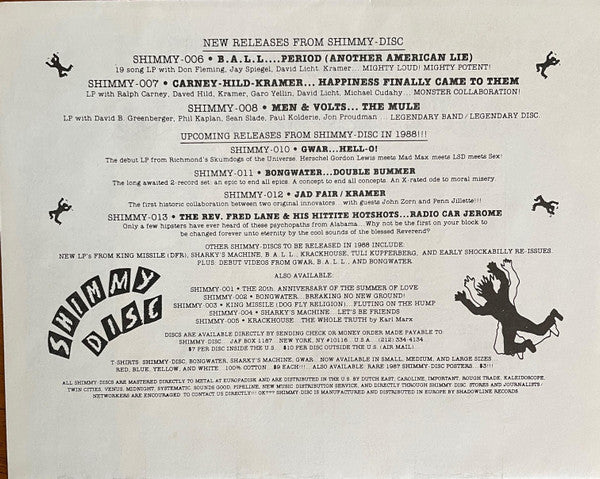 NEW RELEASES FROM SHIMMY-DISC
SHIMMY-006 • B.A.L.L....PERIOD (ANOTHER AMERICAN LIE)
19 song LP with Don Fleming, Jay Spiegel, David Licht, Kramer... MIGHTY LOUD! MIGHTY POTENT!
SHIMMY-007 • CARNEY-HILD-KRAMER... HAPPINESS FINALLY CAME TO THEM
LP with Ralph Carney, Daved Hild, Kramer, Garo Yellin, David Licht, Michael Cudahy ... MONSTER COLLABORATION!
SHIMMY-008 • MEN & VOLTS... THE MULE
LP with David B. Greenberger, Phil Kaplan, Sean Slade, Paul Kolderie, Jon Proudman ... LEGENDARY BAND/LEGENDARY DISC.
UPCOMING RELEASES FROM SHIMMY-DISC IN 1988!!!
SHIMMY-010 • GWAR...HELL-O!
The debut LP from Richmond's Skumdogs of the Universe. Herschel Gordon Lewis meets Mad Max meets LSD meets Sex!
SHIMMY-011 • BONGWATER...DOUBLE BUMMER
The long awaited 2-record set: an epic to end all epics. A concept to end all concepts. An X-rated ode to moral misery.
SHIMMY-012 • JAD FAIR/KRAMER
The first historic collaboration between two original innovators...with guests John Zorn and Penn Jillette!!!
SHIMMY-013 • THE REV. FRED LANE & HIS HITTITE HOTSHOTS...RADIO CAR JEROME
Only a few hipsters have ever heard of these psychopaths from Alabama...Why not be the first on your block to
be changed forever unto eternity by the cool sounds of the blessed Reverend?
OTHER SHIMMY-DISCS TO BE RELEASED IN 1988 INCLUDE:
NEW LP's FROM KING MISSILE (DFR), SHARKY'S MACHINE, B.A.L.L., KRACKHOUSE, TULI KUPFERBERG, AND EARLY SHOCKABILLY RE-ISSUES.
PLUS: DEBUT VIDEOS FROM GWAR, B.A.L.L., AND BONGWATER.
ALSO AVAILABLE:
SHIMMY-001 • THE 20th. ANNIVERSARY OF THE SUMMER OF LOVE
SHIMMY-002 • BONGWATER...BREAKING NO NEW GROUND!
SHIMMY-003 • KING MISSILE (DOG FLY RELIGION)...FLUTING ON THE HUMP
SHIMMY-004 • SHARKY'S MACHINE LET'S BE FRIENDS
SHIMMY-005 • KRACKHOUSE THE WHOLE TRUTH by Karl Marx
SHIMMY
DISC
DISCS ARE AVAILABLE DIRECTLY BY SENDING CHECK OR MONEY ORDER MADE PAYABLE TO
SHIMMY DISC JAF BOX 1187 NEW YORK, NY #10116 U.S.A. (212) 334-4134
$7 PER DISC INSIDE THE U.S. $10 PER DISC OUTSIDE THE U.S. (AIR MAIL)
T-SHIRTS: SHIMMY-DISC, BONGWATER, SHARKY'S MACHINE, GWAR. NOW AVAILABLE IN SMALL, MEDIUM, AND LARGE SIZES.
RED, BLUE, YELLOW, AND WHITE 100% COTTON...$9 EACH!!!...ALSO AVAILABLE: RARE 1987 SHIMMY-DISC POSTERS...$3!!!
ALL SHIMMY-DISCS ARE MASTERED DIRECTLY TO METAL AT EUROPADISK AND ARE DISTRIBUTED IN THE U.S. BY DUTCH EAST, CAROLINE, IMPORTANT, ROUGH TRADE, KALEIDOSCOPE,
TWIN CITIES, VENUS, MIDNIGHT, SYSTEMATIC, SOUNDS GOOD, PIPELINE, NEW MUSIC DISTRIBUTION SERVICE, AND DIRECTLY THROUGH SHIMMY-DISC. STORES AND JOURNALISTS/
NETWORKERS ARE ENCOURAGED TO CONTACT US DIRECTLY!!! OK??? SHIMMY-DISC IS MANUFACTURED AND DISTRIBUTED IN EUROPE BY SHADOWLINE RECORDS